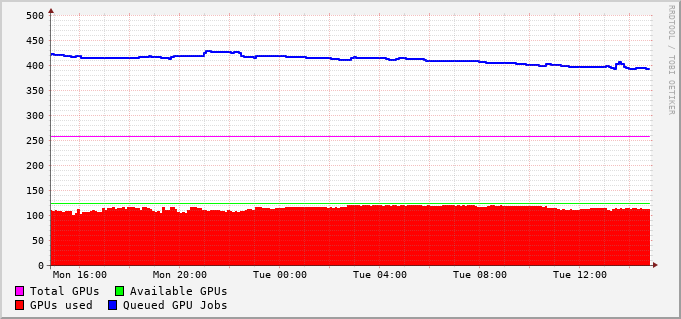 500
450
400
350
300
250
200
150
100
50
0
Mon 16:00 Mon 20:00 Tue 00:00 Tue 04:00 Tue 08:00 Tue 12:00
Total GPUs Available GPUs
GPUs used Queued GPU Jobs
RRDTOOL / TOBI OETIKER